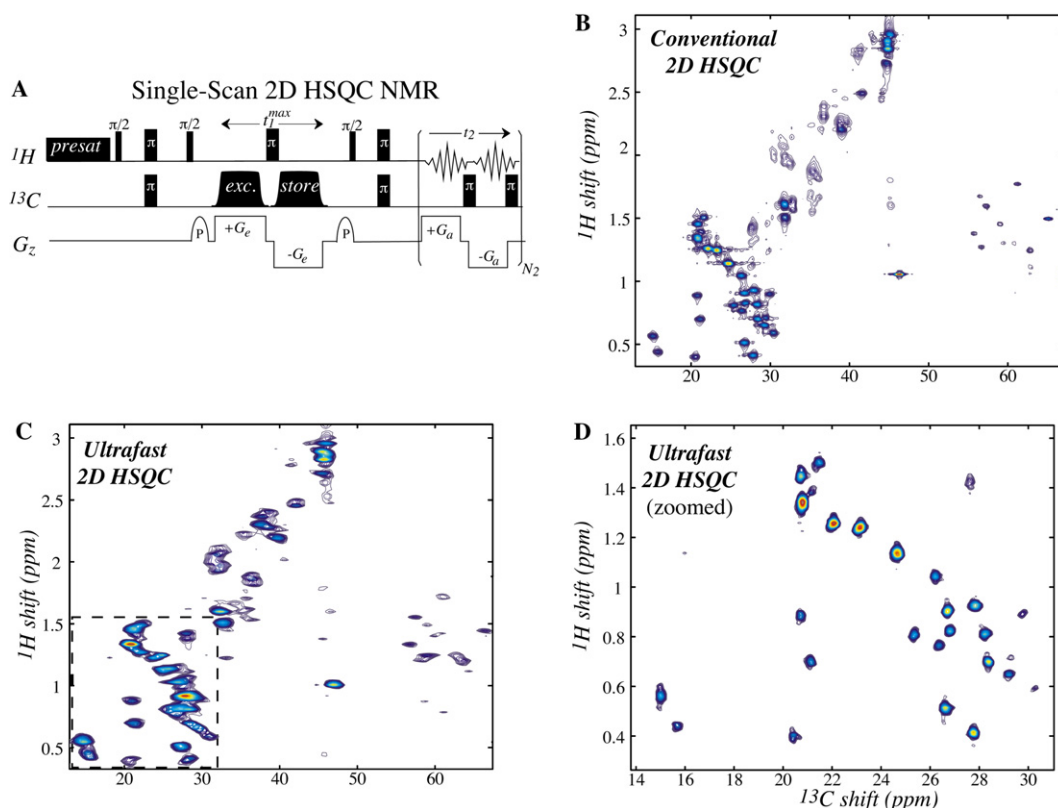 A
Single-Scan 2D HSQC NMR
π/2 π/2 t1max π/2 t2
1H presat π π π
13C π exc. store π π π
Gz P +Ge -Ge P +Ga -Ga N2
B
Conventional
2D HSQC
1H shift (ppm)
3
2.5
2
1.5
1
0.5
20 30 40 50 60
C
Ultrafast
2D HSQC
1H shift (ppm)
3
2.5
2
1.5
1
0.5
20 30 40 50 60
D
Ultrafast
2D HSQC
(zoomed)
1H shift (ppm)
1.6
1.4
1.2
1
0.8
0.6
0.4
14 16 18 20 22 24 26 28 30
13C shift (ppm)